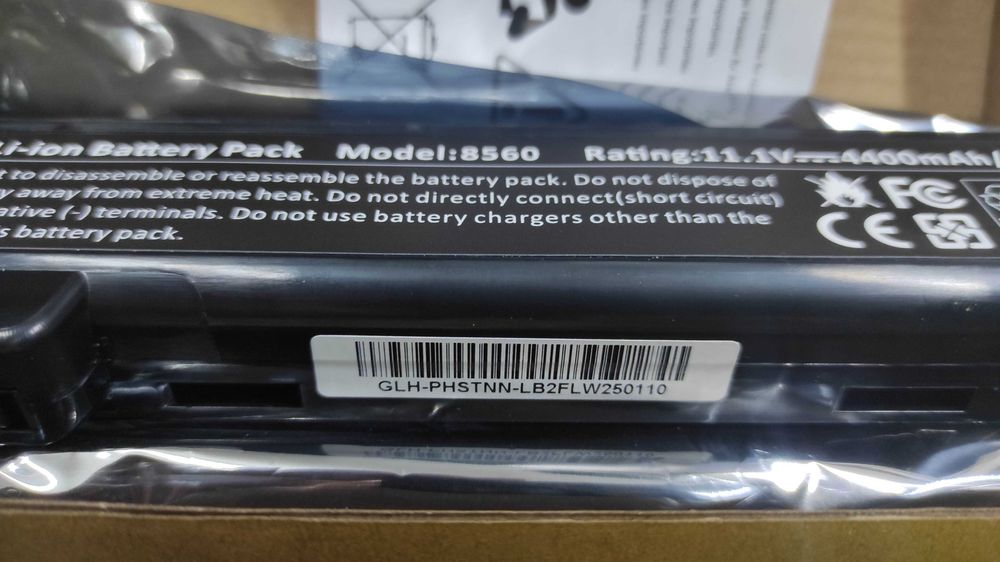 Li-ion Battery Pack Model:8560 Rating:11.1V⎓4400mAh/
t to disassemble or reassemble the battery pack. Do not dispose of
y away from extreme heat. Do not directly connect(short circuit)
ative (-) terminals. Do not use battery chargers other than the
s battery pack.
FC
CE
GLH-PHSTNN-LB2FLW250110